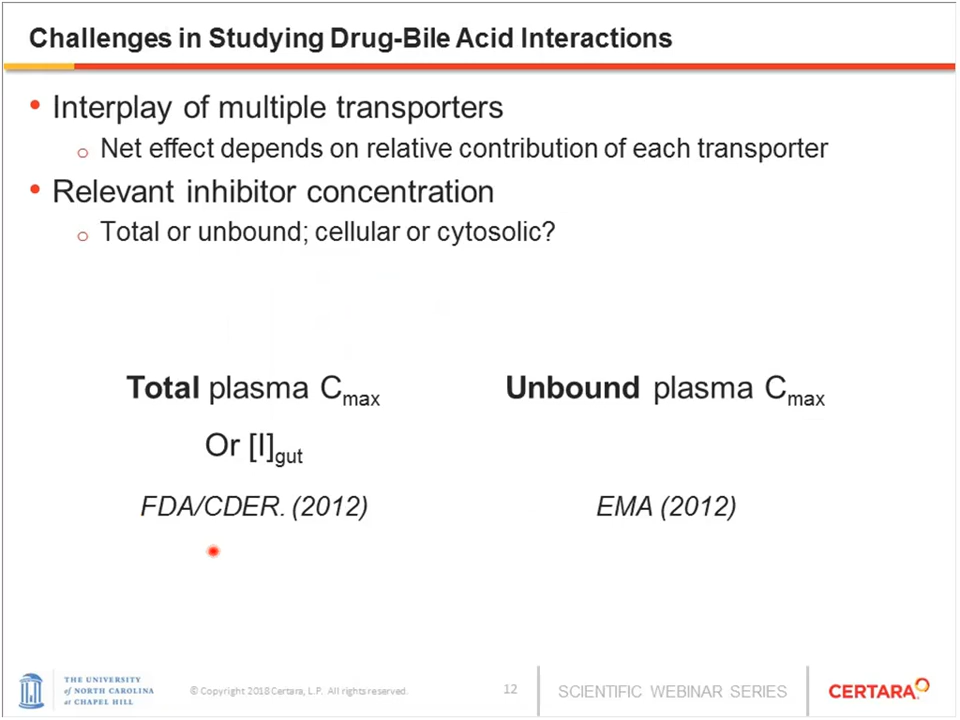 Challenges in Studying Drug-Bile Acid Interactions
• Interplay of multiple transporters
o Net effect depends on relative contribution of each transporter
• Relevant inhibitor concentration
o Total or unbound; cellular or cytosolic?
Total plasma Cmax
Or [I]gut
FDA/CDER. (2012)
Unbound plasma Cmax
EMA (2012)
THE UNIVERSITY
of NORTH CAROLINA
at CHAPEL HILL
© Copyright 2018 Certara, L.P. All rights reserved.
12
SCIENTIFIC WEBINAR SERIES
CERTARA